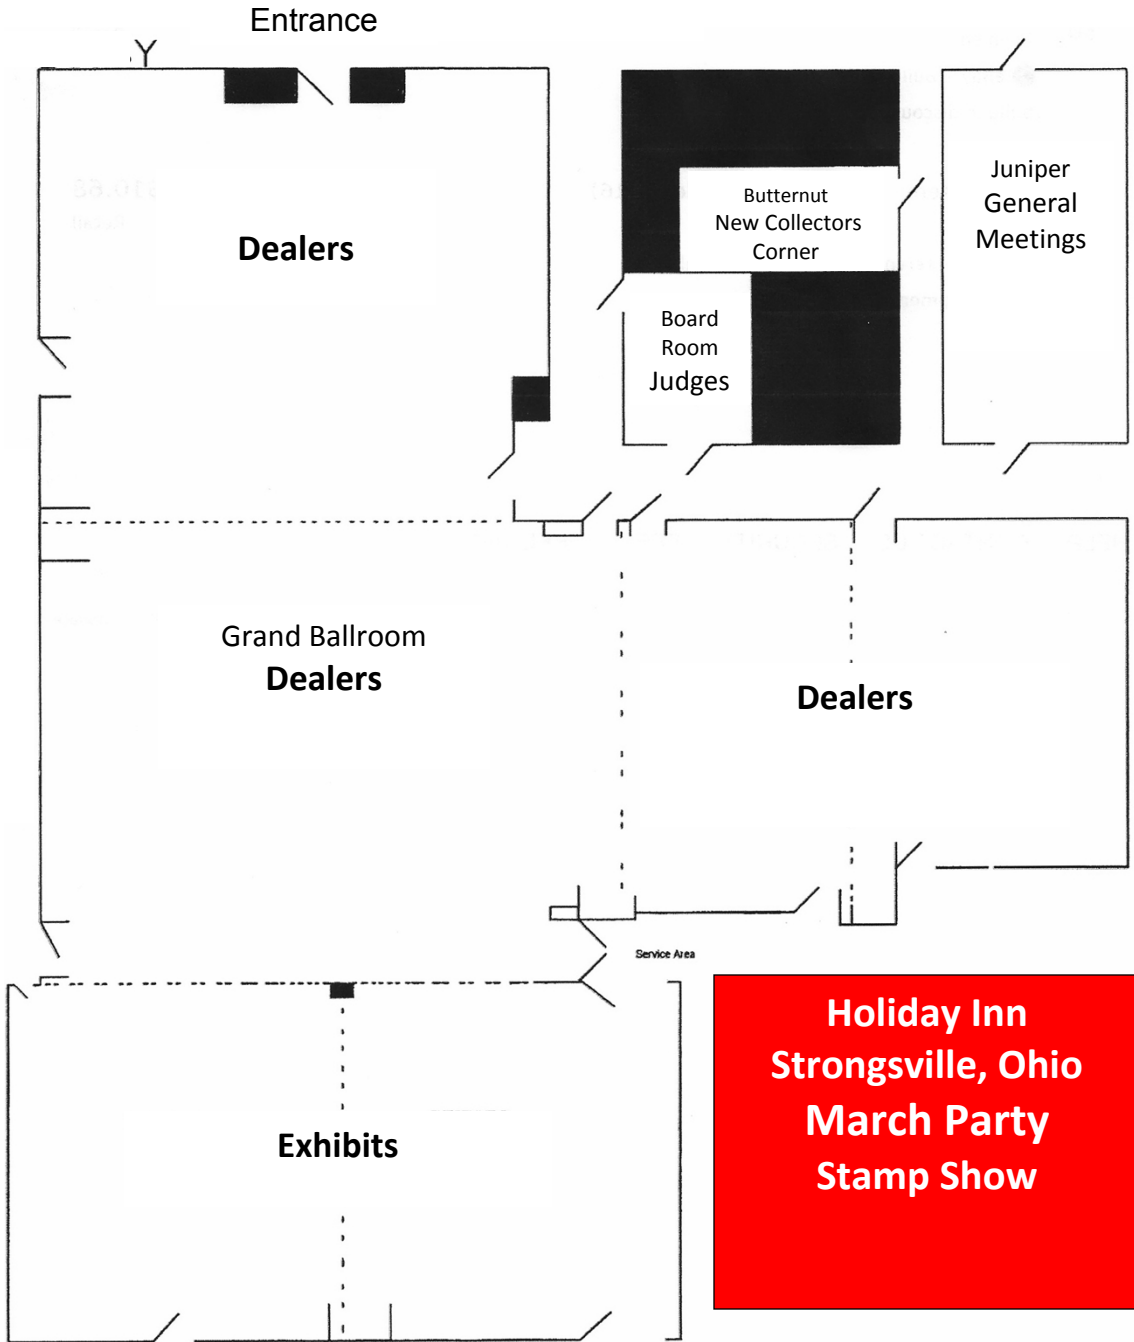 Entrance
Dealers
Butternut
New Collectors
Corner
Juniper
General
Meetings
Board
Room
Judges
Grand Ballroom
Dealers
Dealers
Service Area
Exhibits
Holiday Inn
Strongsville, Ohio
March Party
Stamp Show